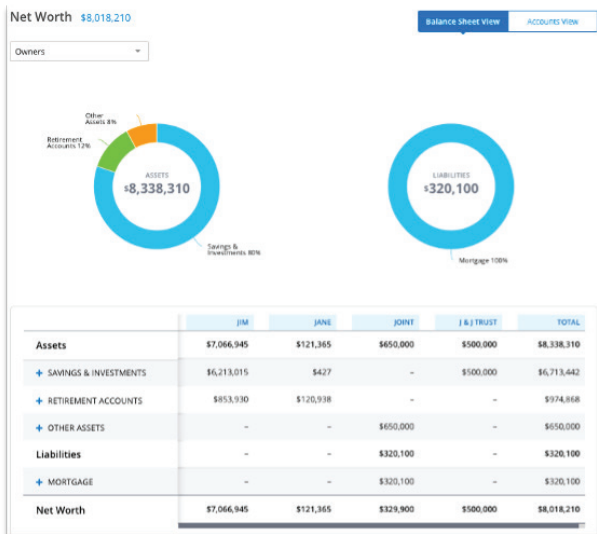 Net Worth $8,018,210
Balance Sheet View Accounts View
Owners
Other
Assets 8%
Retirement
Accounts 12%
ASSETS
$8,338,310
Savings &
Investments 80%
LIABILITIES
$320,100
Mortgage 100%
JIM JANE JOINT J & J TRUST TOTAL
Assets $7,066,945 $121,365 $650,000 $500,000 $8,338,310
+ SAVINGS & INVESTMENTS $6,213,015 $427 – $500,000 $6,713,442
+ RETIREMENT ACCOUNTS $853,930 $120,938 – – $974,868
+ OTHER ASSETS – – $650,000 – $650,000
Liabilities – – $320,100 – $320,100
+ MORTGAGE – – $320,100 – $320,100
Net Worth $7,066,945 $121,365 $329,900 $500,000 $8,018,210